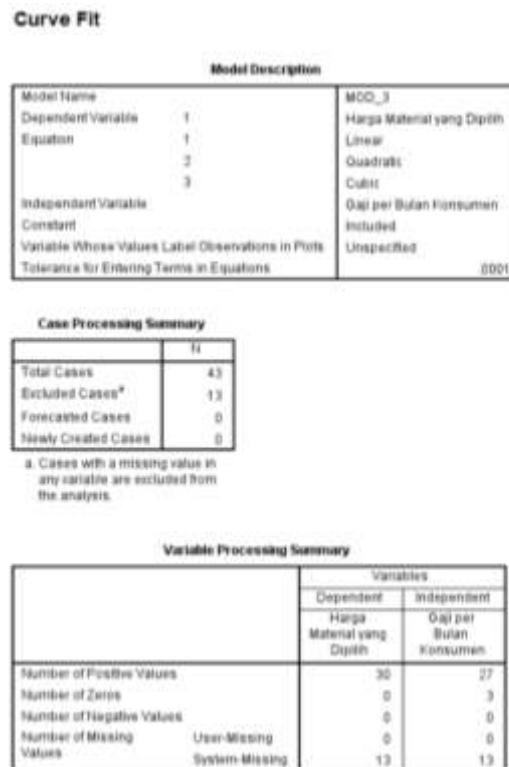 Curve Fit
Model Description
Model Name MOD_3
Dependent Variable 1 Harga Material yang Dipilih
Equation 1 Linear
2 Quadratic
3 Cubic
Independent Variable Gaji per Bulan Konsumen
Constant Included
Variable Whose Values Label Observations in Plots Unspecified
Tolerance for Entering Terms in Equations .0001
Case Processing Summary
N
Total Cases 43
Excluded Cases a 13
Forecasted Cases 0
Newly Created Cases 0
a. Cases with a missing value in
any variable are excluded from
the analysis.
Variable Processing Summary
Variables
Dependent Independent
Harga Material yang Dipilih Gaji per Bulan Konsumen
Number of Positive Values 30 27
Number of Zeros 0 3
Number of Negative Values 0 0
Number of Missing Values User-Missing 0 0
System-Missing 13 13